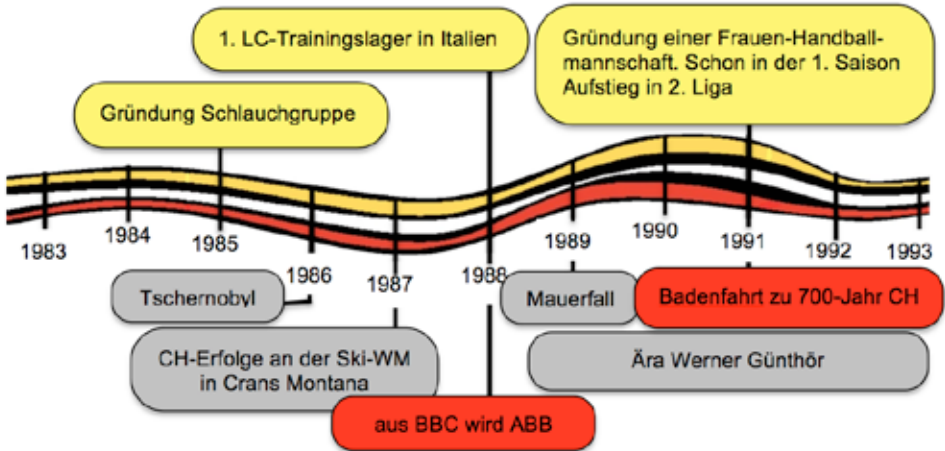 1. LC-Trainingslager in Italien
Gründung einer Frauen-Handball-
mannschaft. Schon in der 1. Saison
Aufstieg in 2. Liga
Gründung Schlauchgruppe
1983
1984
1985
1986
1987
1988
1989
1990
1991
1992
1993
Tschernobyl
Mauerfall
Badenfahrt zu 700-Jahr CH
CH-Erfolge an der Ski-WM
in Crans Montana
Ära Werner Günthör
aus BBC wird ABB